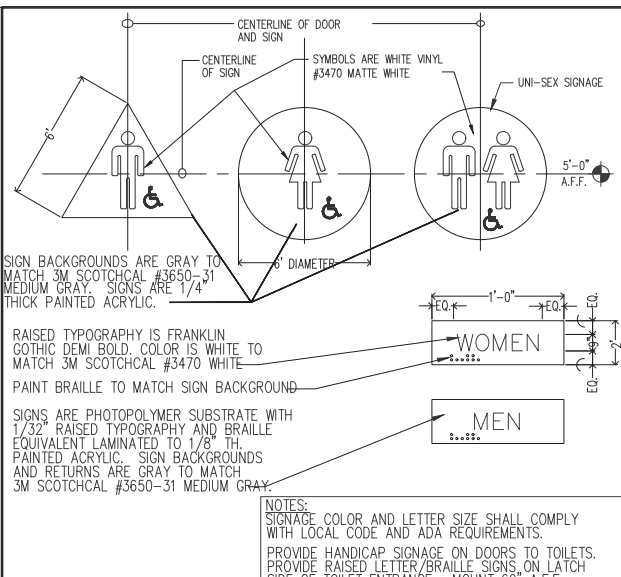 CENTERLINE OF DOOR
AND SIGN
CENTERLINE
OF SIGN
SYMBOLS ARE WHITE VINYL
#3470 MATTE WHITE
UNI-SEX SIGNAGE
6'
5'-0"
A.F.F.
6' DIAMETER
SIGN BACKGROUNDS ARE GRAY TO
MATCH 3M SCOTCHCAL #3650-31
MEDIUM GRAY. SIGNS ARE 1/4"
THICK PAINTED ACRYLIC.
1'-0"
EQ.
EQ.
EQ.
RAISED TYPOGRAPHY IS FRANKLIN
GOTHIC DEMI BOLD. COLOR IS WHITE TO
MATCH 3M SCOTCHCAL #3470 WHITE
WOMEN
2'
EQ.
PAINT BRAILLE TO MATCH SIGN BACKGROUND
SIGNS ARE PHOTOPOLYMER SUBSTRATE WITH
1/32" RAISED TYPOGRAPHY AND BRAILLE
EQUIVALENT LAMINATED TO 1/8" TH.
PAINTED ACRYLIC. SIGN BACKGROUNDS
AND RETURNS ARE GRAY TO MATCH
3M SCOTCHCAL #3650-31 MEDIUM GRAY.
MEN
NOTES:
SIGNAGE COLOR AND LETTER SIZE SHALL COMPLY
WITH LOCAL CODE AND ADA REQUIREMENTS.
PROVIDE HANDICAP SIGNAGE ON DOORS TO TOILETS.
PROVIDE RAISED LETTER/BRAILLE SIGNS ON LATCH
SIDE OF TOILET ENTRANCE. MOUNT 60" A.F.F.